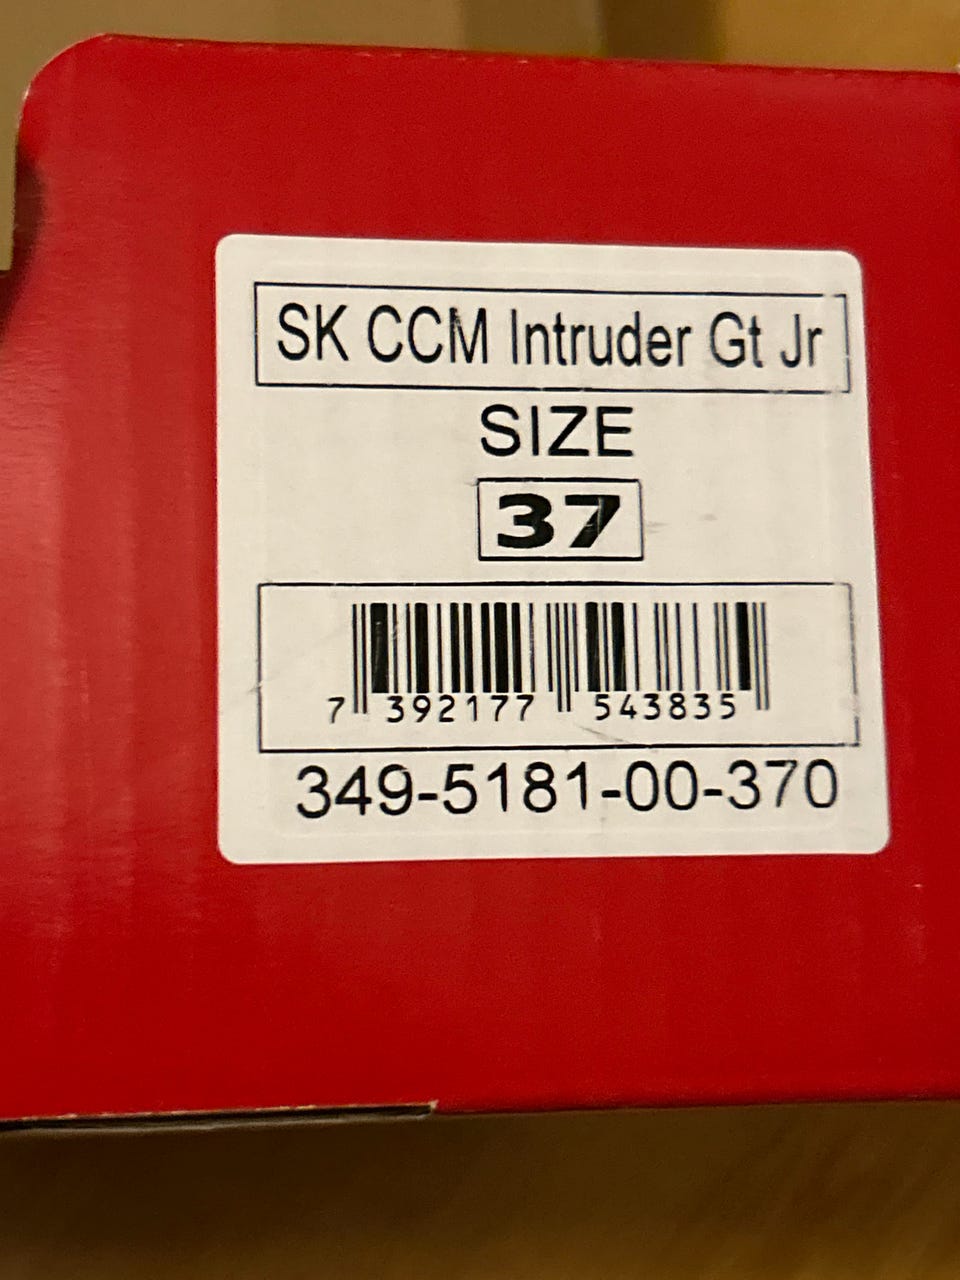 SK CCM Intruder Gt Jr
SIZE
37
7 392177 543835
349-5181-00-370